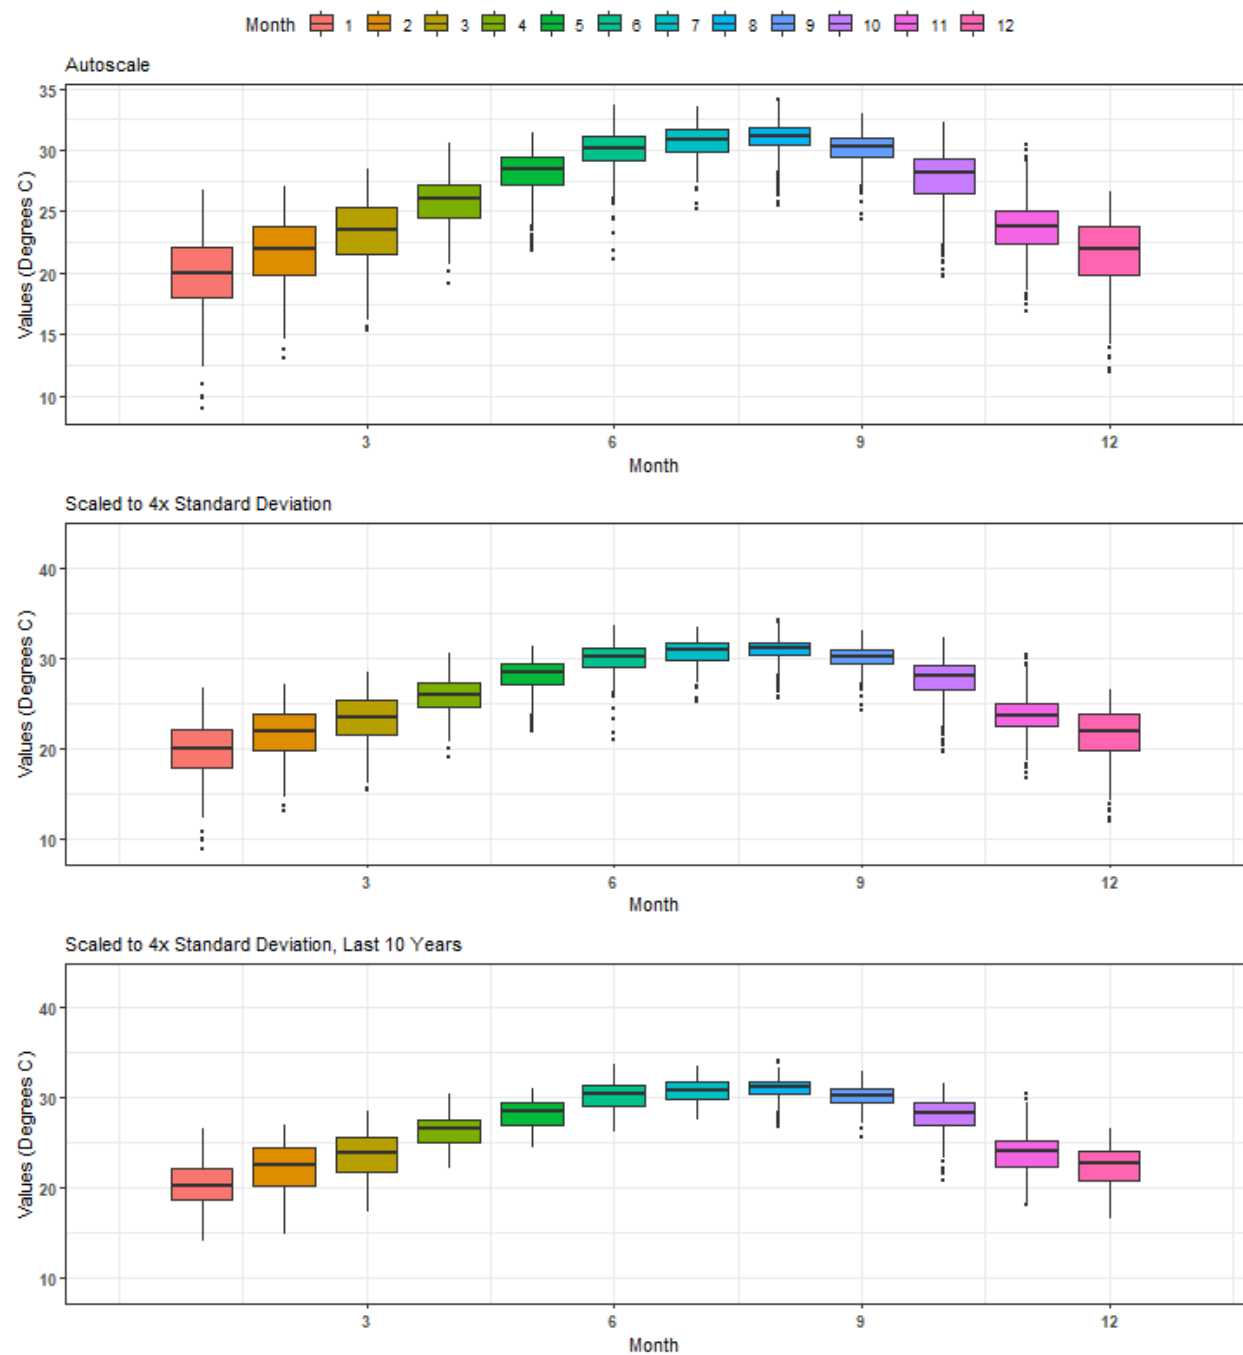 Month 1 2 3 4 5 6 7 8 9 10 11 12
Autoscale
Values (Degrees C)
35
30
25
20
15
10
3 6 9 12
Month
Scaled to 4x Standard Deviation
Values (Degrees C)
40
30
20
10
3 6 9 12
Month
Scaled to 4x Standard Deviation, Last 10 Years
Values (Degrees C)
40
30
20
10
3 6 9 12
Month